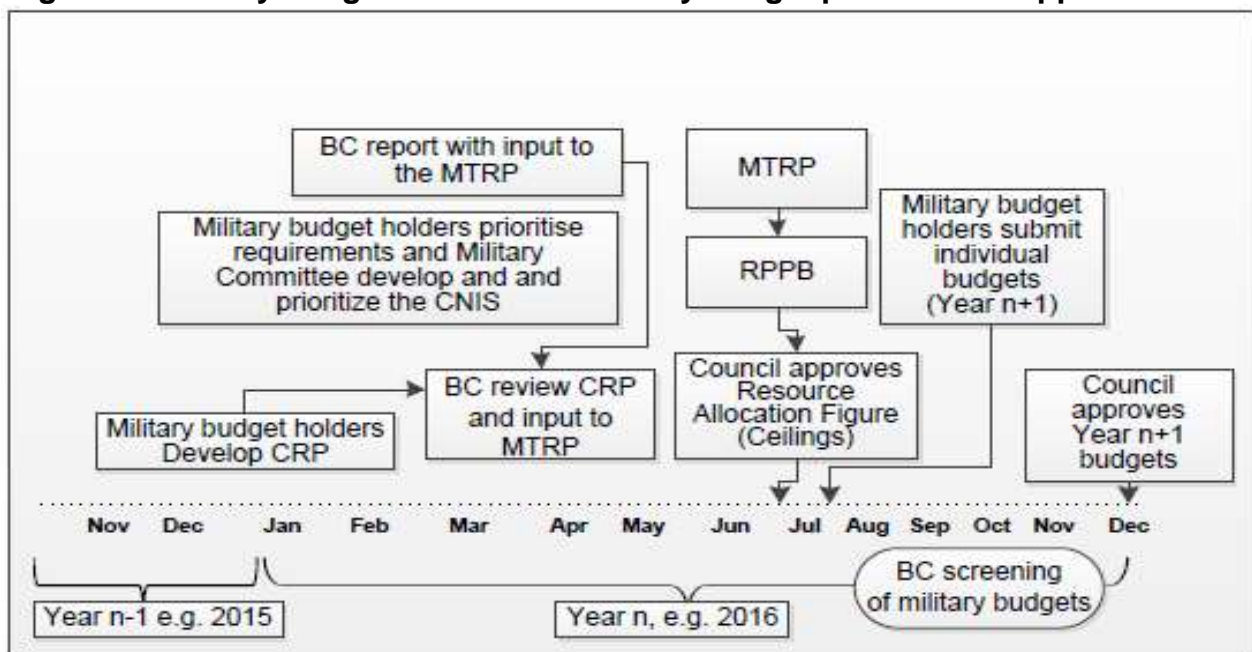 BC report with input to
the MTRP
MTRP
Military budget
holders submit
individual
budgets
(Year n+1)
Military budget holders prioritise
requirements and Military
Committee develop and and
prioritize the CNIS
RPPB
BC review CRP
and input to
MTRP
Council approves
Resource
Allocation Figure
(Ceilings)
Council
approves
Year n+1
budgets
Military budget holders
Develop CRP
Nov Dec Jan Feb Mar Apr May Jun Jul Aug Sep Oct Nov Dec
BC screening
of military budgets
Year n-1 e.g. 2015
Year n, e.g. 2016